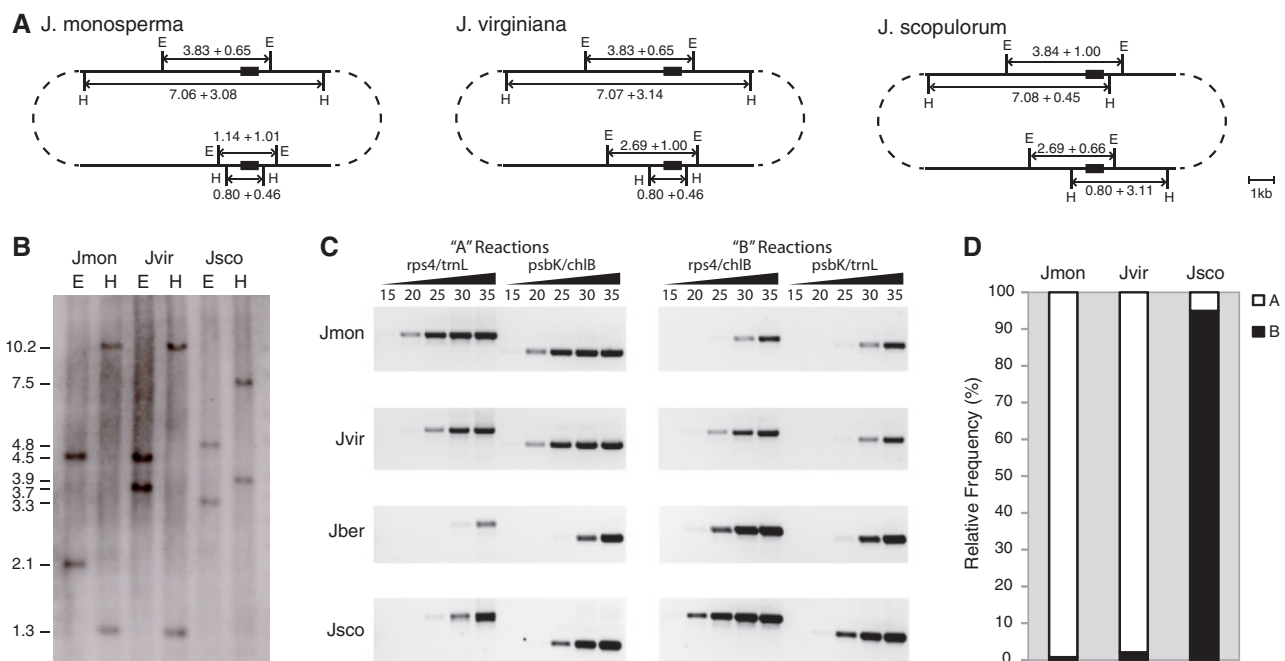 A J. monosperma
J. virginiana
J. scopulorum
E 3.83 + 0.65 E
H 7.06 + 3.08 H
1.14 + 1.01
E E
H H
0.80 + 0.46
E 3.83 + 0.65 E
H 7.07 + 3.14 H
E 2.69 + 1.00 E
H H
0.80 + 0.46
E 3.84 + 1.00 E
H 7.08 + 0.45 H
E 2.69 + 0.66 E
H 0.80 + 3.11 H
1kb
B
Jmon Jvir Jsco
E H E H E H
10.2
7.5
4.8
4.5
3.9
3.7
3.3
2.1
1.3
C
"A" Reactions
rps4/trnL psbK/chlB
15 20 25 30 35 15 20 25 30 35
"B" Reactions
rps4/chlB psbK/trnL
15 20 25 30 35 15 20 25 30 35
Jmon
Jvir
Jber
Jsco
D
Jmon Jvir Jsco
Relative Frequency (%)
100
90
80
70
60
50
40
30
20
10
0
A
B